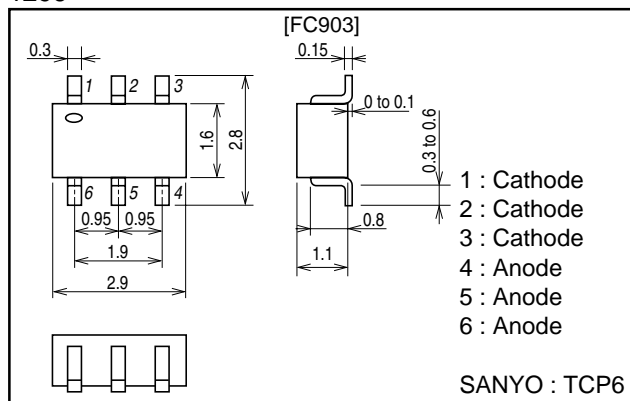 [FC903]
0.3
0.15
1
2
3
0 to 0.1
1.6
2.8
0.3 to 0.6
6
5
4
0.95
0.95
0.8
1.9
1.1
2.9
1 : Cathode
2 : Cathode
3 : Cathode
4 : Anode
5 : Anode
6 : Anode
SANYO : TCP6